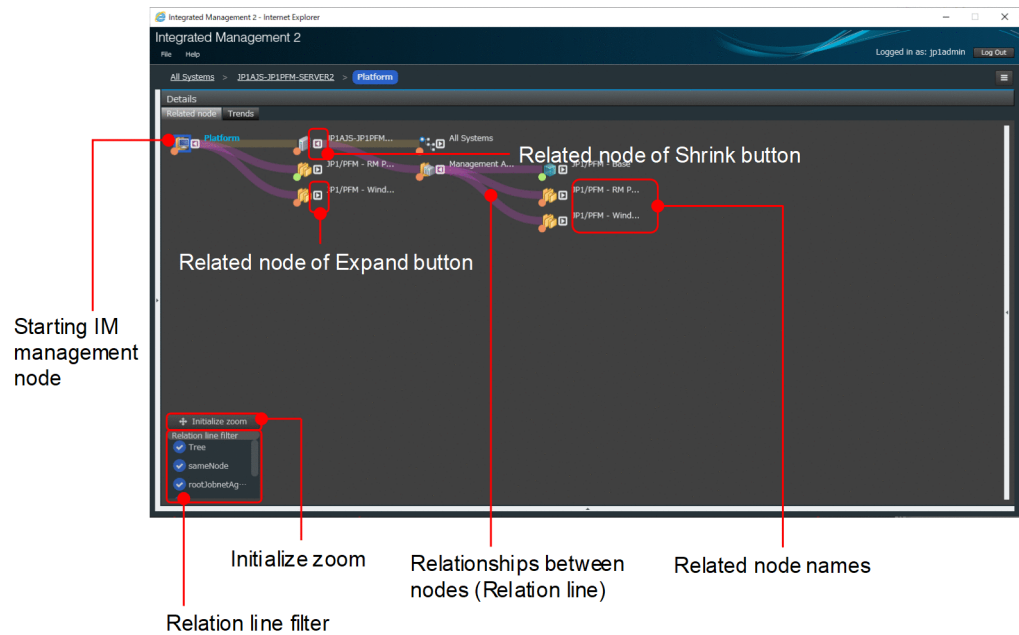 Integrated Management 2 - Internet Explorer
Integrated Management 2
File Help
Logged in as: jp1admin Log Out
All Systems > JP1AJS-JP1PFM-SERVER2 > Platform
Details
Related node Trends
Platform
JP1AJS-JP1PFM...
All Systems
Related node of Shrink button
JP1/PFM - RM P...
Management A...
JP1/PFM - Base
JP1/PFM - Wind...
JP1/PFM - RM P...
JP1/PFM - Wind...
Related node of Expand button
Starting IM
management
node
Initialize zoom
Relation line filter
Tree
sameNode
rootJobnetAg...
Initialize zoom
Relationships between
nodes (Relation line)
Related node names
Relation line filter